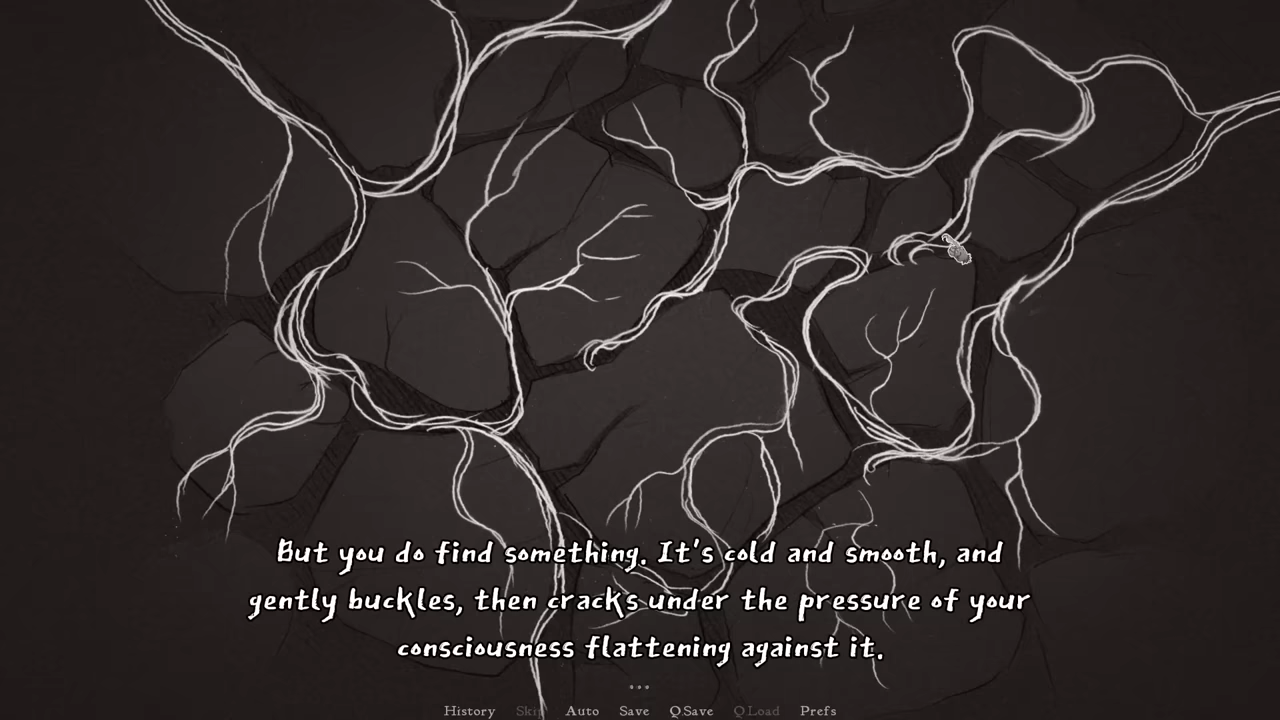 But you do find something. It's cold and smooth, and
gently buckles, then cracks under the pressure of your
consciousness flattening against it.
History Skip Auto Save Q.Save Q.Load Prefs